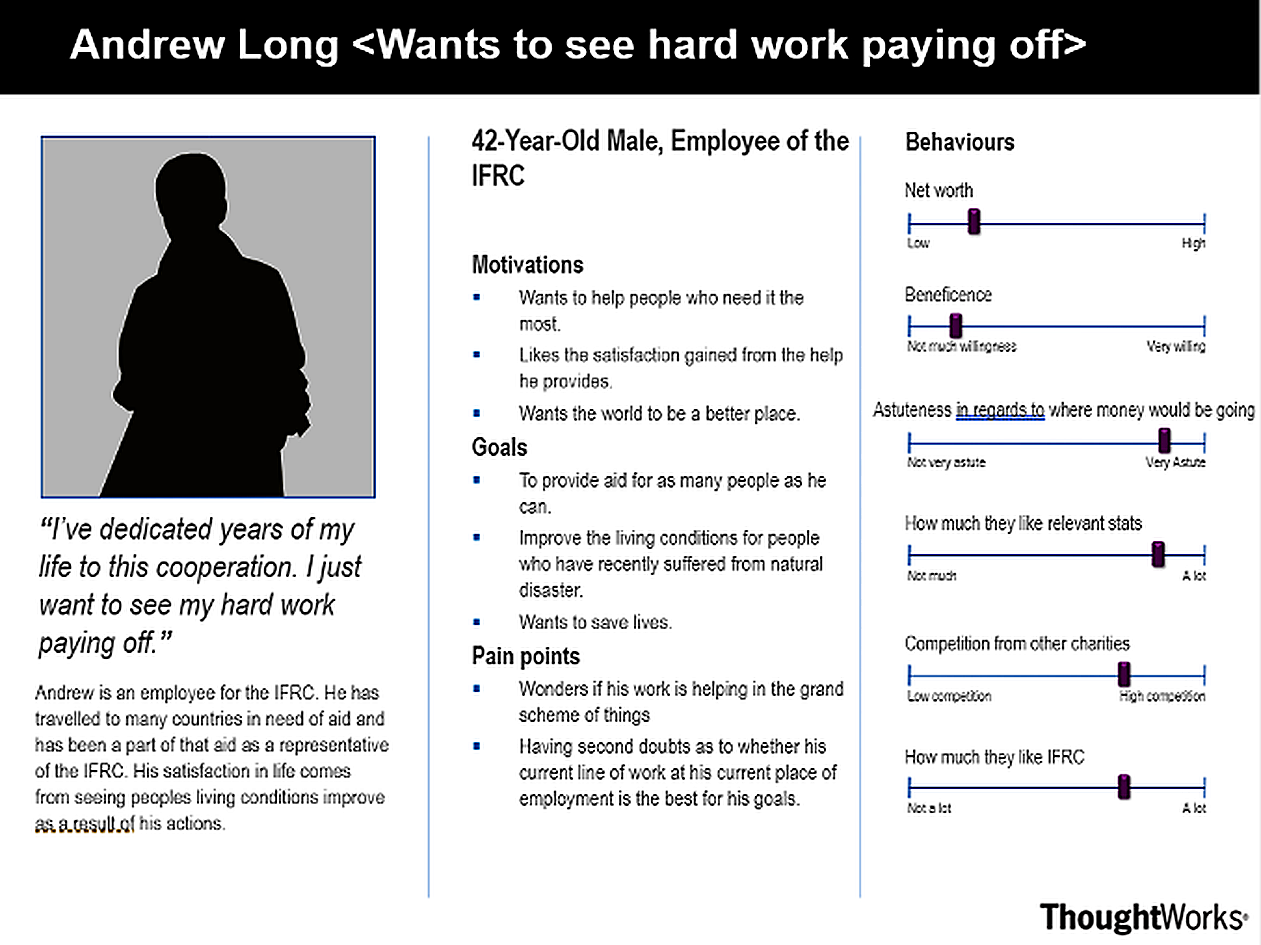 Andrew Long <Wants to see hard work paying off>
“I’ve dedicated years of my
life to this cooperation. I just
want to see my hard work
paying off.”
Andrew is an employee for the IFRC. He has
travelled to many countries in need of aid and
has been a part of that aid as a representative
of the IFRC. His satisfaction in life comes
from seeing peoples living conditions improve
as a result of his actions.
42-Year-Old Male, Employee of the
IFRC
Motivations
▪ Wants to help people who need it the
most.
▪ Likes the satisfaction gained from the help
he provides.
▪ Wants the world to be a better place.
Goals
▪ To provide aid for as many people as he
can.
▪ Improve the living conditions for people
who have recently suffered from natural
disaster.
▪ Wants to save lives.
Pain points
▪ Wonders if his work is helping in the grand
scheme of things
▪ Having second doubts as to whether his
current line of work at his current place of
employment is the best for his goals.
Behaviours
Net worth
Low High
Beneficence
Not much willingness Very willing
Astuteness in regards to where money would be going
Not very astute Very Astute
How much they like relevant stats
Not much A lot
Competition from other charities
Low competition High competition
How much they like IFRC
Not a lot A lot
ThoughtWorks®